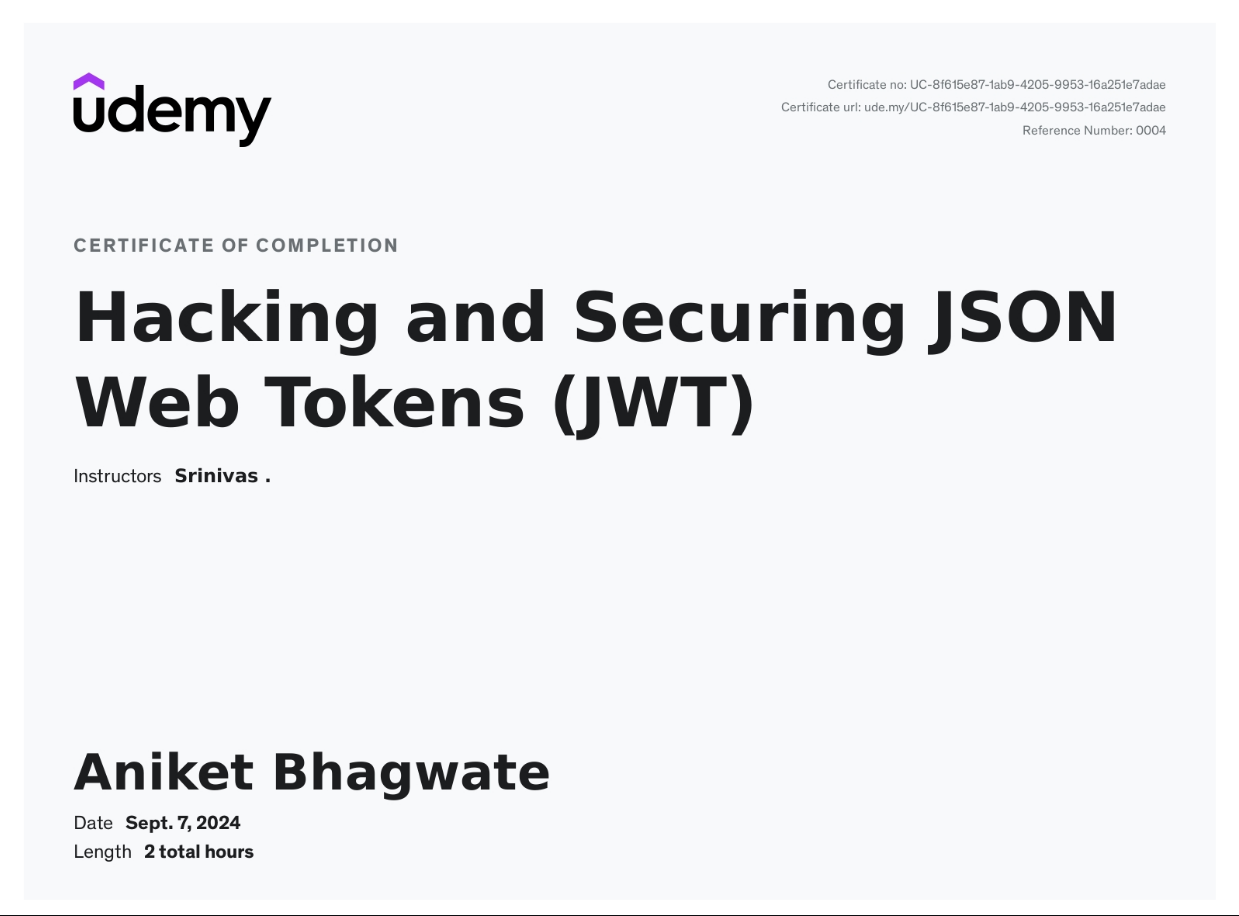 udemy
Certificate no: UC-8f615e87-1ab9-4205-9953-16a251e7adae
Certificate url: ude.my/UC-8f615e87-1ab9-4205-9953-16a251e7adae
Reference Number: 0004
CERTIFICATE OF COMPLETION
Hacking and Securing JSON
Web Tokens (JWT)
Instructors Srinivas .
Aniket Bhagwate
Date Sept. 7, 2024
Length 2 total hours